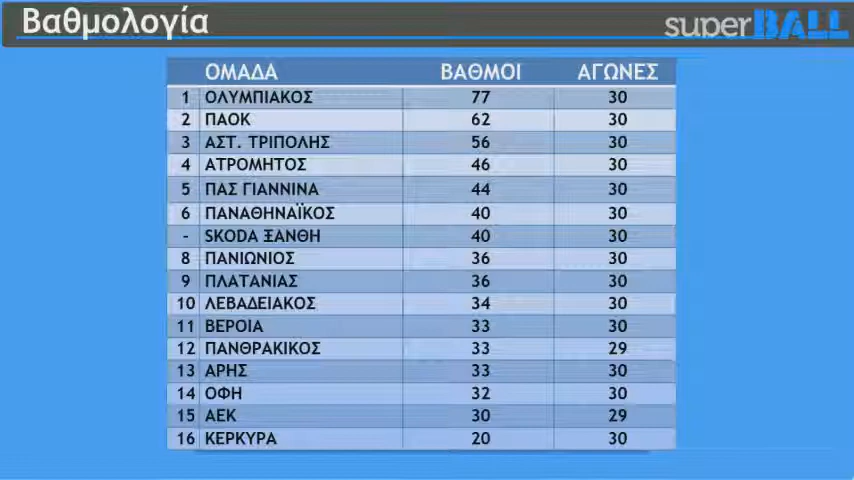 Βαθμολογία
superBALL
ΟΜΑΔΑ ΒΑΘΜΟΙ ΑΓΩΝΕΣ
1 ΟΛΥΜΠΙΑΚΟΣ 77 30
2 ΠΑΟΚ 62 30
3 ΑΣΤ. ΤΡΙΠΟΛΗΣ 56 30
4 ΑΤΡΟΜΗΤΟΣ 46 30
5 ΠΑΣ ΓΙΑΝΝΙΝΑ 44 30
6 ΠΑΝΑΘΗΝΑΪΚΟΣ 40 30
- SKODA ΞΑΝΘΗ 40 30
8 ΠΑΝΙΩΝΙΟΣ 36 30
9 ΠΛΑΤΑΝΙΑΣ 36 30
10 ΛΕΒΑΔΕΙΑΚΟΣ 34 30
11 ΒΕΡΟΙΑ 33 30
12 ΠΑΝΘΡΑΚΙΚΟΣ 33 29
13 ΑΡΗΣ 33 30
14 ΟΦΗ 32 30
15 ΑΕΚ 30 29
16 ΚΕΡΚΥΡΑ 20 30